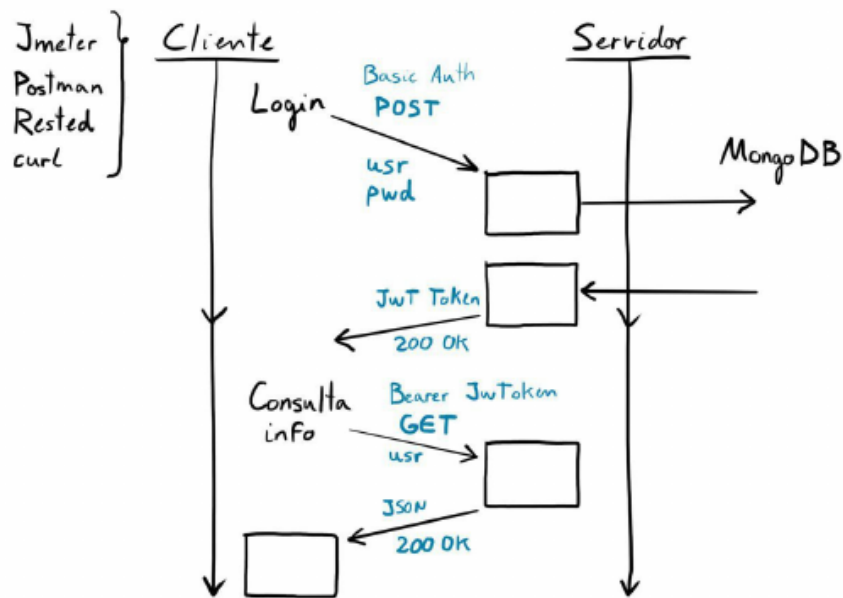 Jmeter
Postman
Rested
curl
Cliente
Servidor
Login
Basic Auth
POST
usr
pwd
MongoDB
JwT Token
200 OK
Consulta
info
Bearer JwToken
GET
usr
JSON
200 OK